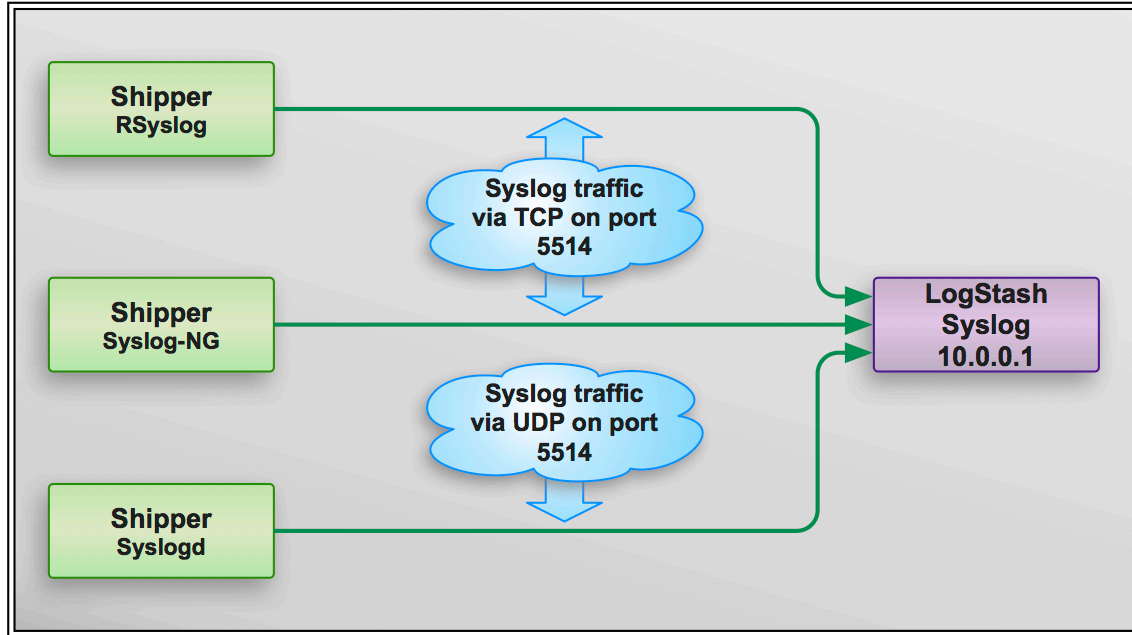 Shipper
RSyslog
Syslog traffic
via TCP on port
5514
Shipper
Syslog-NG
LogStash
Syslog
10.0.0.1
Syslog traffic
via UDP on port
5514
Shipper
Syslogd